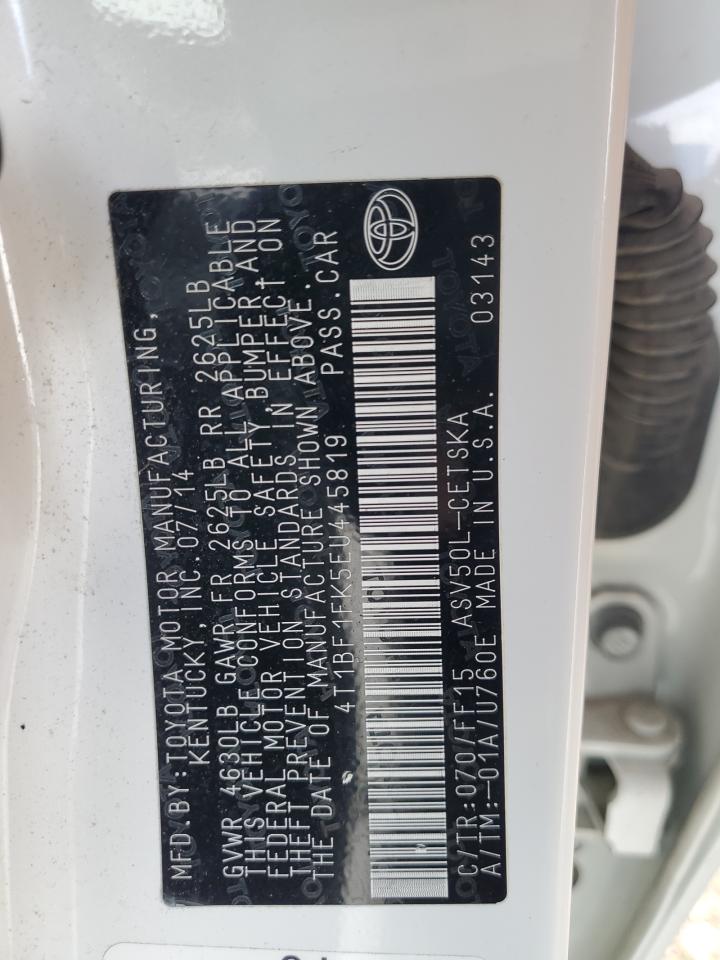 MFD.BY:TOYOTA MOTOR MANUFACTURING,
KENTUCKY, INC.07/14
GVWR 4630LB GAWR FR 2625LB RR 2625LB
THIS VEHICLE CONFORMS TO ALL APPLICABLE
FEDERAL MOTOR VEHICLE SAFETY, BUMPER, AND
THEFT PREVENTION STANDARDS IN EFFECT ON
THE DATE OF MANUFACTURE SHOWN ABOVE.
4T1BF1FK5EU445819 PASS.CAR
C/TR:070/FF15 ASV50L-CETSKA
A/TM:-01A/U760E MADE IN U.S.A. 03143